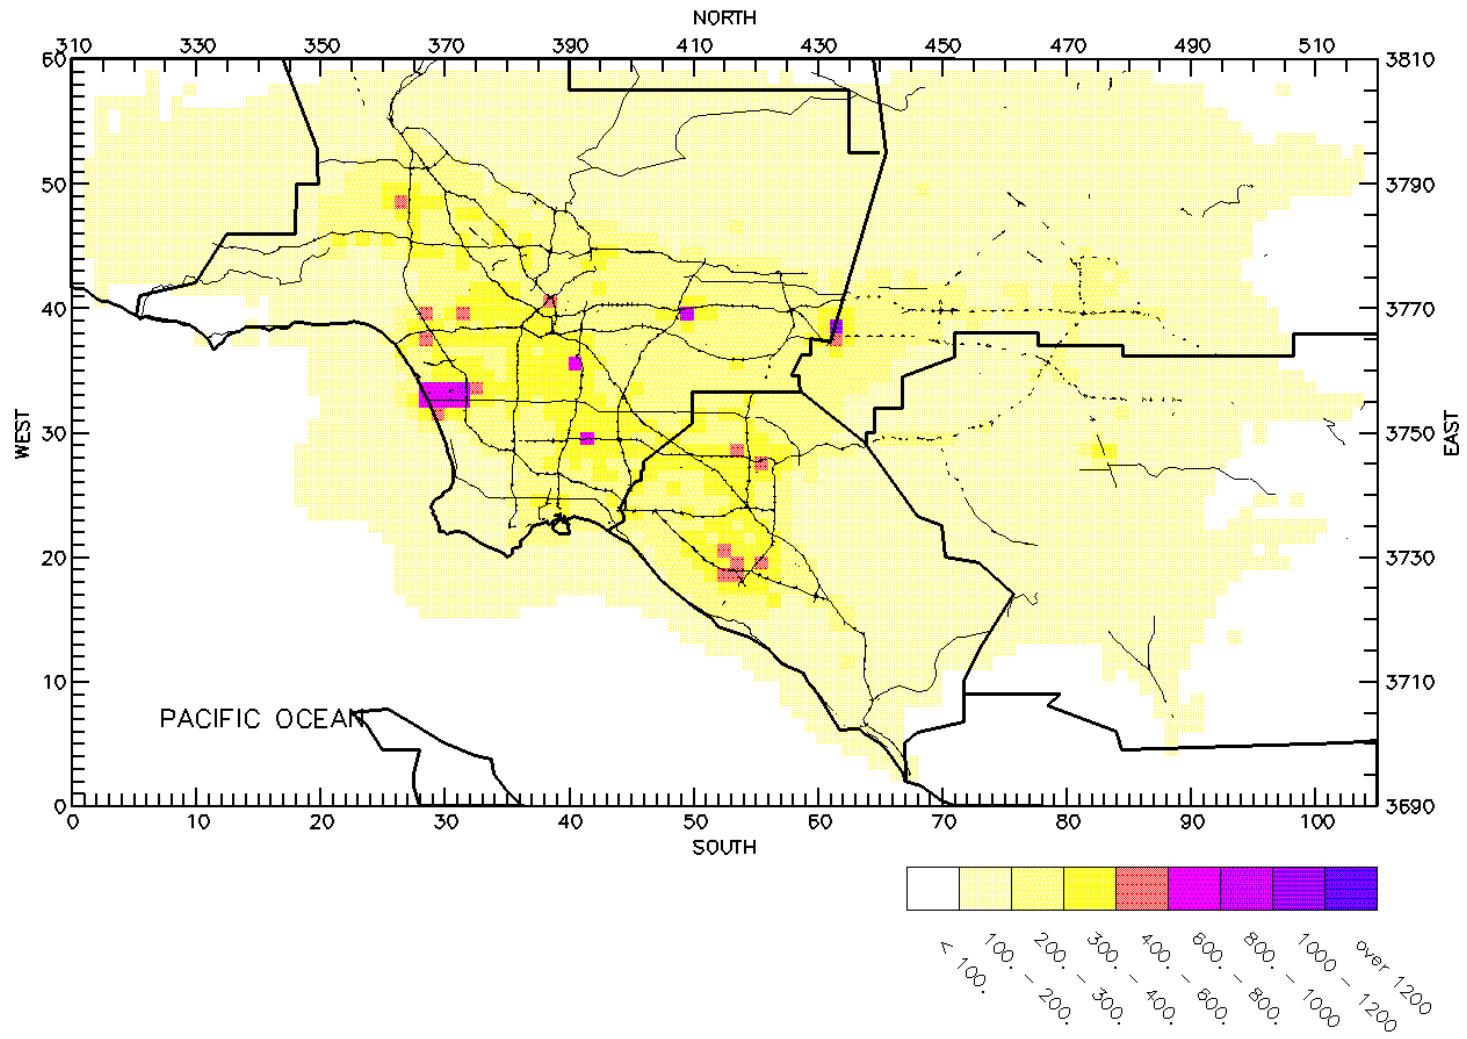 NORTH
310 330 350 370 390 410 430 450 470 490 510
60 3810
50 3790
40 3770
WEST
30 3750
EAST
20 3730
10 3710
PACIFIC OCEAN
0 3690
0 10 20 30 40 50 60 70 80 90 100
SOUTH
< 100.
100. - 200.
200. - 300.
300. - 400.
400. - 600.
600. - 800.
800. - 1000
1000 - 1200
over 1200